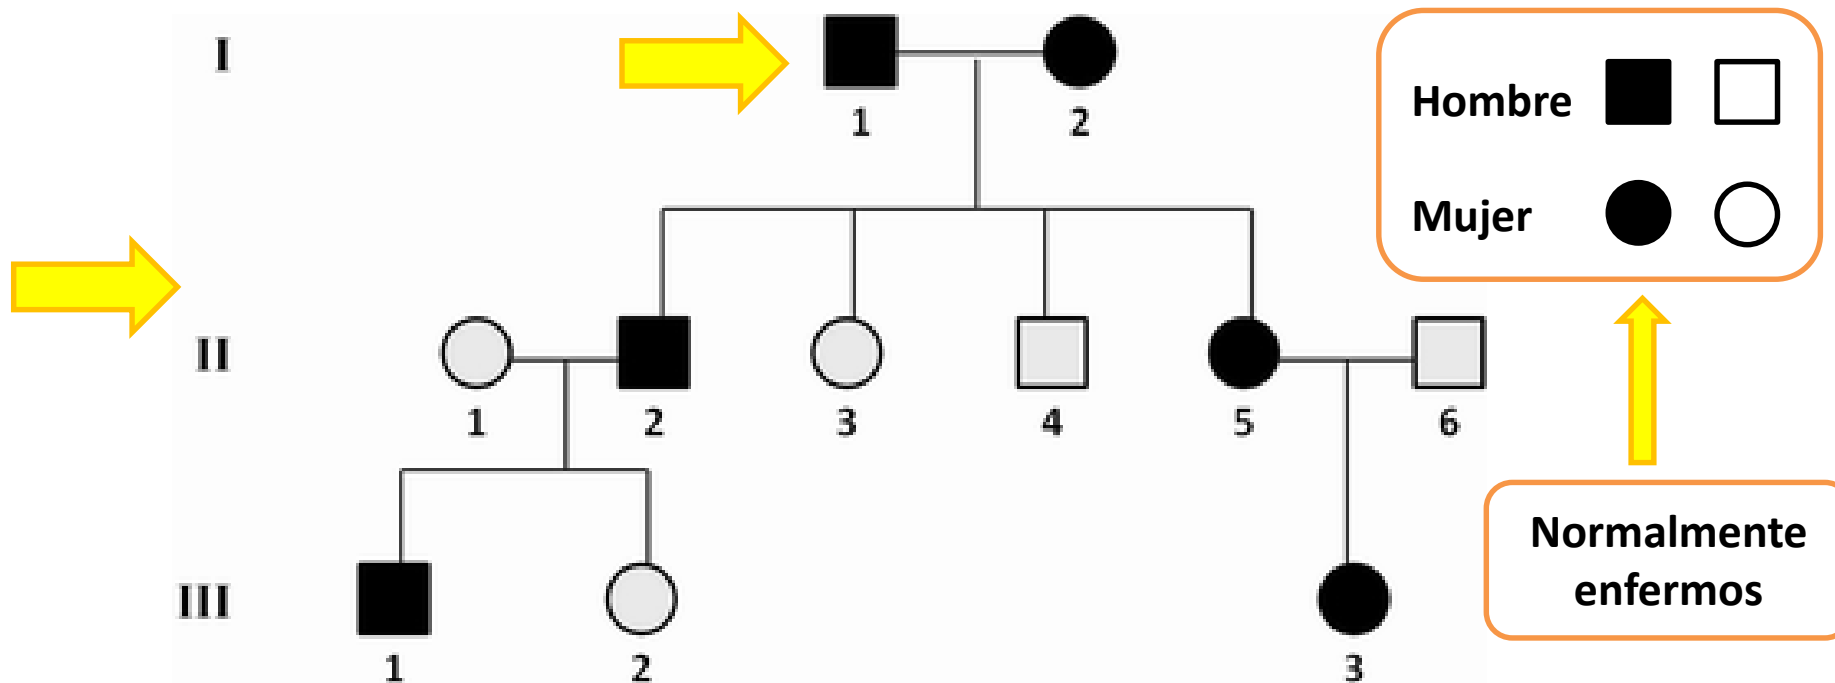 I
1 2
Hombre
Mujer
II
1 2 3 4 5 6
Normalmente
enfermos
III
1 2 3